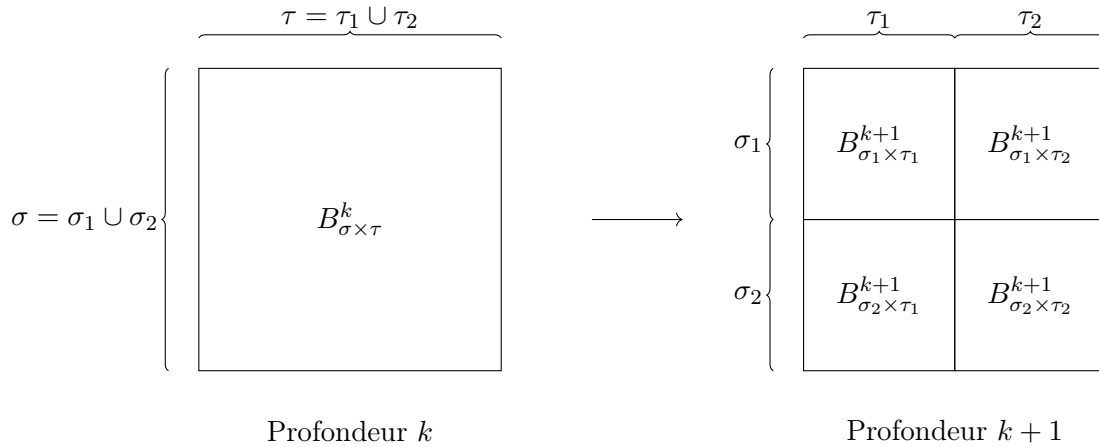 τ = τ₁ ∪ τ₂
σ = σ₁ ∪ σ₂
B^k_{σ×τ}
Profondeur k
τ₁ τ₂
σ₁
B^{k+1}_{σ₁×τ₁} B^{k+1}_{σ₁×τ₂}
σ₂
B^{k+1}_{σ₂×τ₁} B^{k+1}_{σ₂×τ₂}
Profondeur k + 1